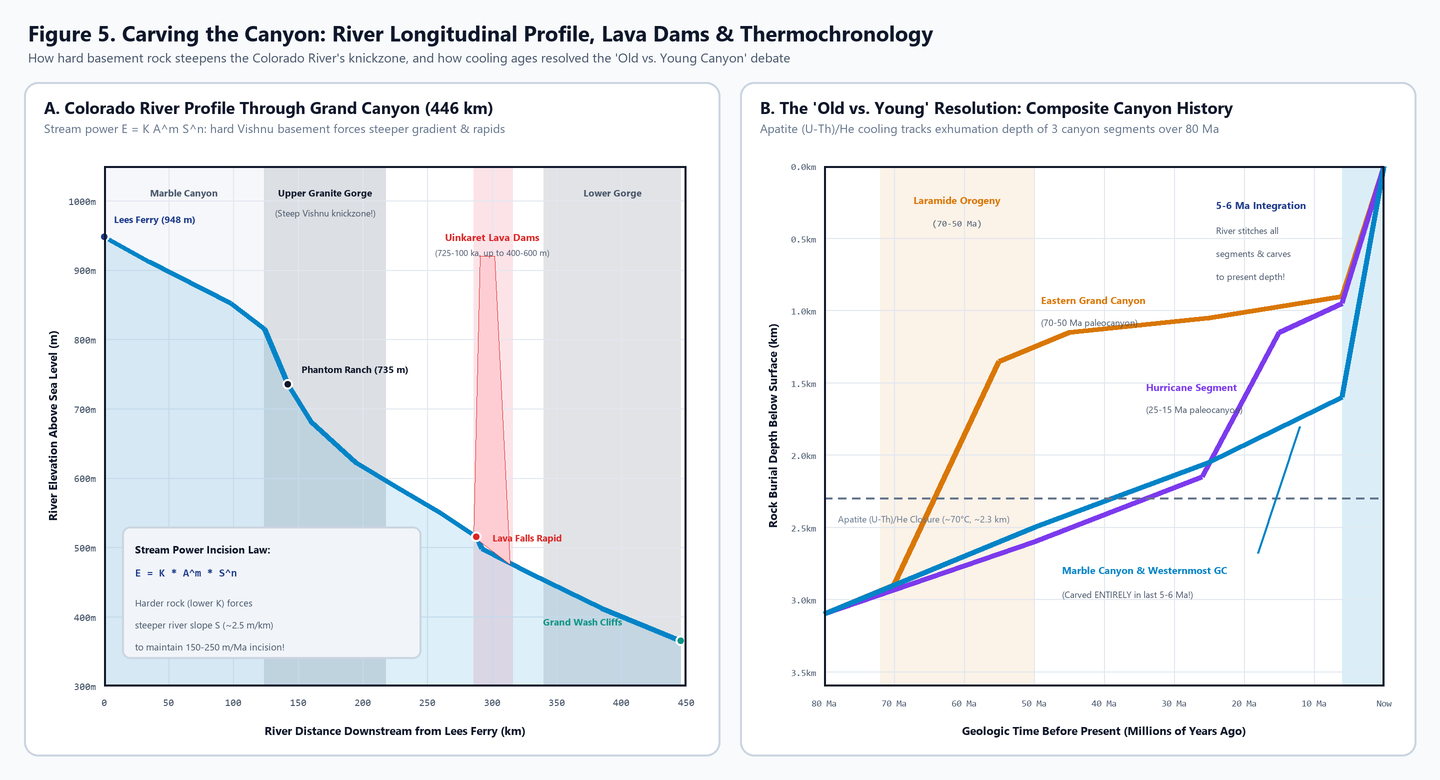 Figure 5. Carving the Canyon: River Longitudinal Profile, Lava Dams & Thermochronology
How hard basement rock steepens the Colorado River's knickzone, and how cooling ages resolved the 'Old vs. Young Canyon' debate
A. Colorado River Profile Through Grand Canyon (446 km)
Stream power E = K A^m S^n: hard Vishnu basement forces steeper gradient & rapids
Marble Canyon
Upper Granite Gorge
Lower Gorge
(Steep Vishnu knickzone!)
Lees Ferry (948 m)
Uinkaret Lava Dams
(725-100 ka, up to 400-600 m)
Phantom Ranch (735 m)
Lava Falls Rapid
Grand Wash Cliffs
Stream Power Incision Law:
E = K * A^m * S^n
Harder rock (lower K) forces
steeper river slope S (~2.5 m/km)
to maintain 150-250 m/Ma incision!
1000m
900m
800m
700m
600m
500m
400m
300m
0
50
100
150
200
250
300
350
400
450
River Elevation Above Sea Level (m)
River Distance Downstream from Lees Ferry (km)
B. The 'Old vs. Young' Resolution: Composite Canyon History
Apatite (U-Th)/He cooling tracks exhumation depth of 3 canyon segments over 80 Ma
Laramide Orogeny
(70-50 Ma)
5-6 Ma Integration
River stitches all
segments & carves
to present depth!
Eastern Grand Canyon
(70-50 Ma paleocanyon)
Hurricane Segment
(25-15 Ma paleocanyon)
Apatite (U-Th)/He Closure (~70°C, ~2.3 km)
Marble Canyon & Westernmost GC
(Carved ENTIRELY in last 5-6 Ma!)
0.0km
0.5km
1.0km
1.5km
2.0km
2.5km
3.0km
3.5km
80 Ma
70 Ma
60 Ma
50 Ma
40 Ma
30 Ma
20 Ma
10 Ma
Now
Rock Burial Depth Below Surface (km)
Geologic Time Before Present (Millions of Years Ago)